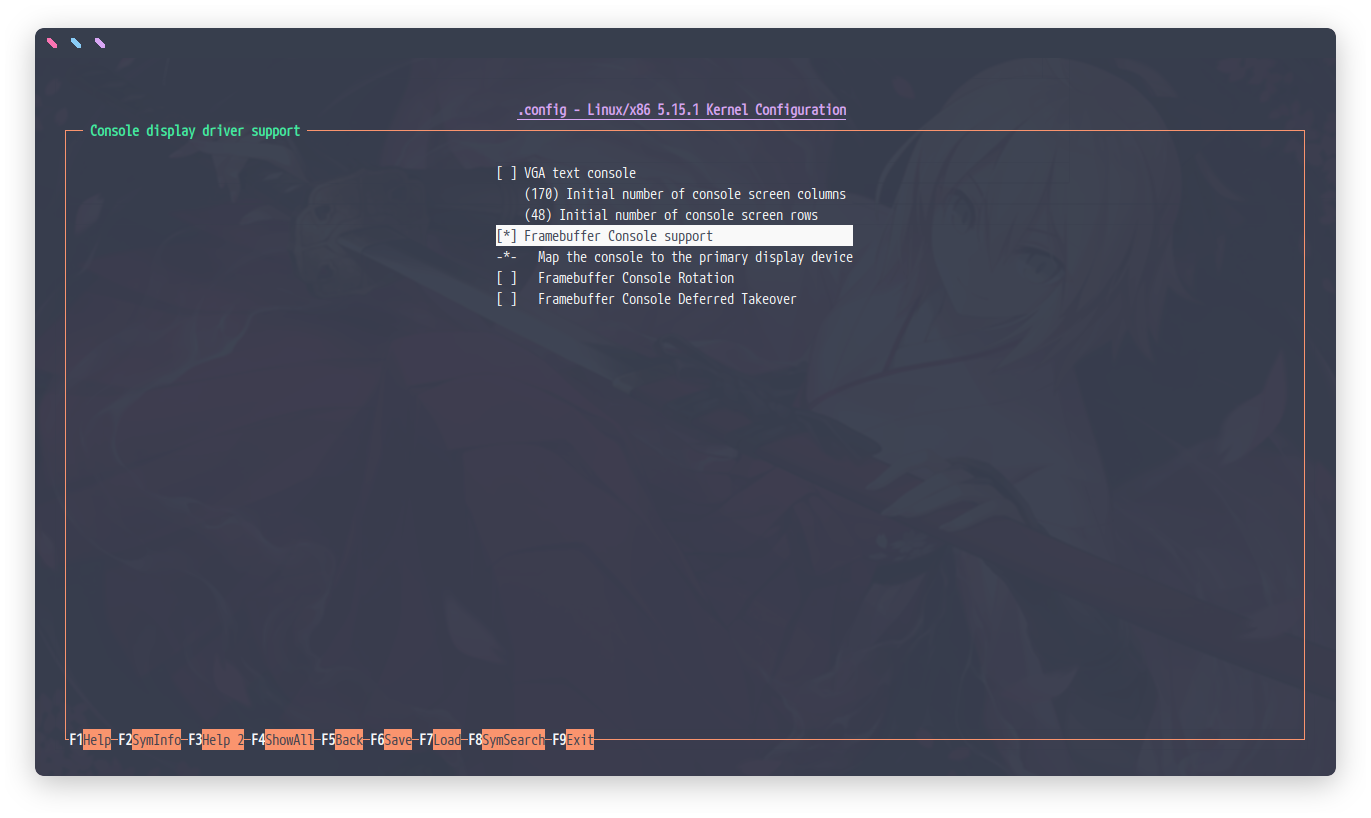 .config - Linux/x86 5.15.1 Kernel Configuration
Console display driver support
[ ] VGA text console
(170) Initial number of console screen columns
(48) Initial number of console screen rows
[*] Framebuffer Console support
-*- Map the console to the primary display device
[ ] Framebuffer Console Rotation
[ ] Framebuffer Console Deferred Takeover
F1Help F2SymInfo F3Help 2 F4ShowAll F5Back F6Save F7Load F8SymSearch F9Exit